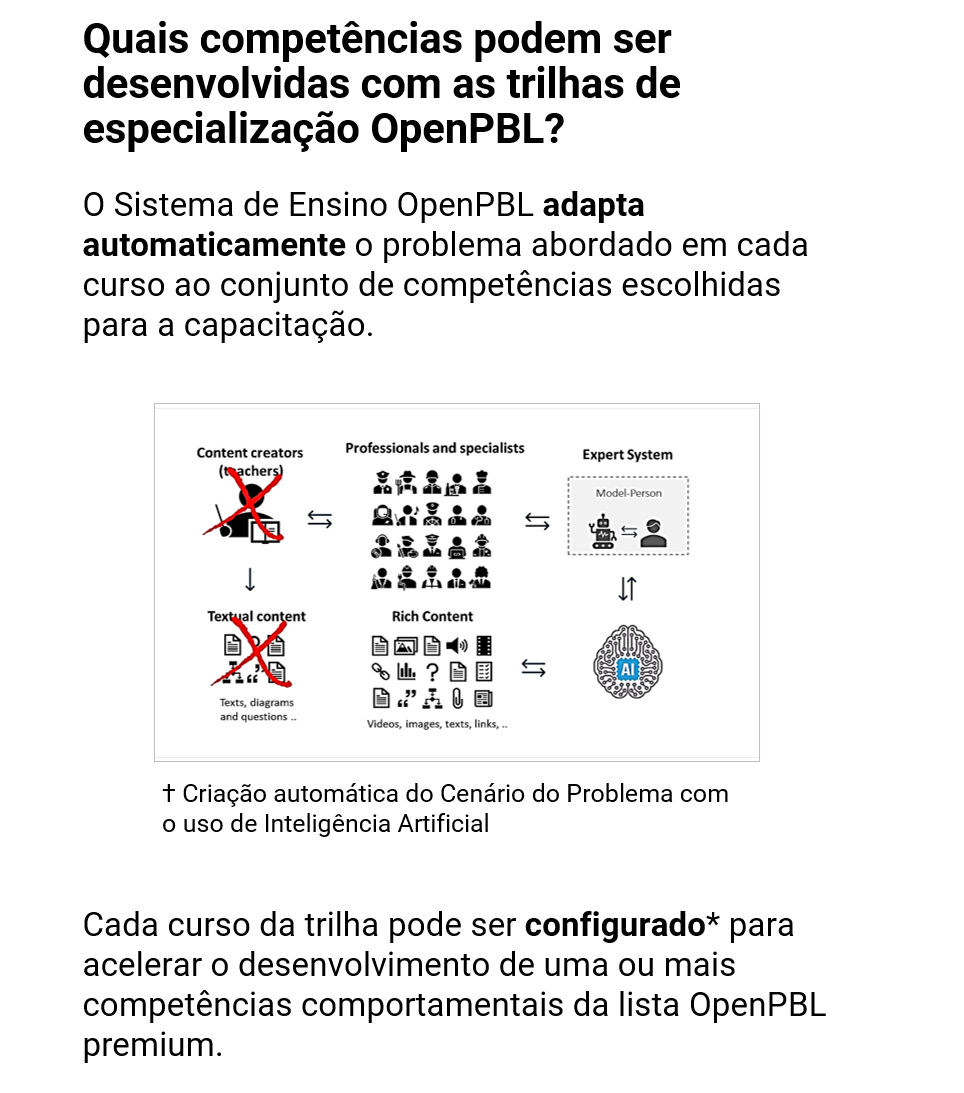 Quais competências podem ser
desenvolvidas com as trilhas de
especialização OpenPBL?
O Sistema de Ensino OpenPBL adapta
automaticamente o problema abordado em cada
curso ao conjunto de competências escolhidas
para a capacitação.
Content creators
(teachers)
Professionals and specialists
Expert System
Model-Person
Textual content
Texts, diagrams
and questions ..
Rich Content
Videos, images, texts, links, ..
AI
† Criação automática do Cenário do Problema com
o uso de Inteligência Artificial
Cada curso da trilha pode ser configurado* para
acelerar o desenvolvimento de uma ou mais
competências comportamentais da lista OpenPBL
premium.